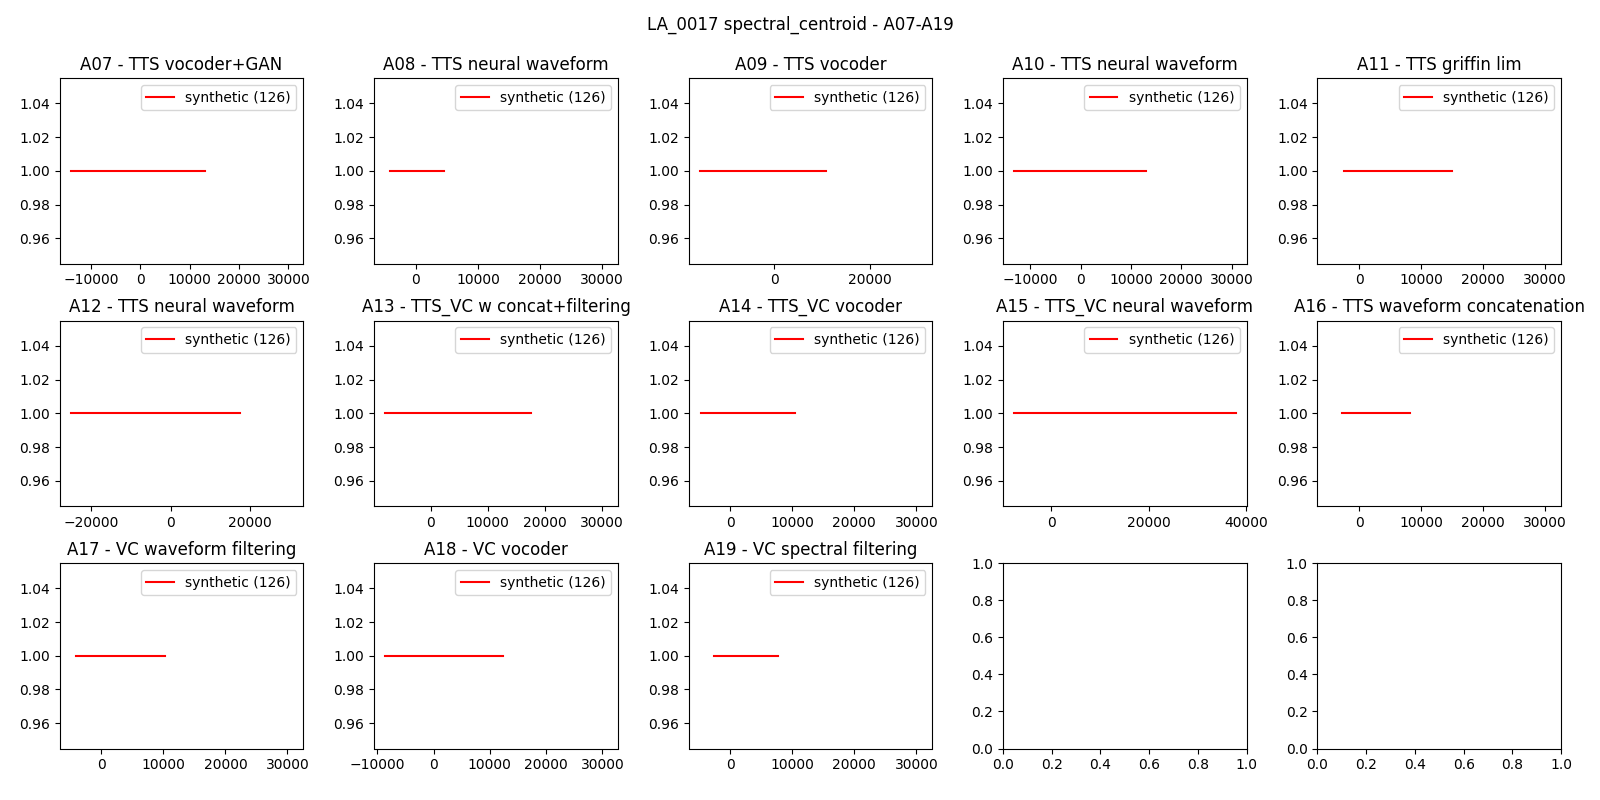 LA_0017 spectral_centroid - A07-A19
A07 - TTS vocoder+GAN
A08 - TTS neural waveform
A09 - TTS vocoder
A10 - TTS neural waveform
A11 - TTS griffin lim
synthetic (126)
synthetic (126)
synthetic (126)
synthetic (126)
synthetic (126)
1.04 1.02 1.00 0.98 0.96
1.04 1.02 1.00 0.98 0.96
1.04 1.02 1.00 0.98 0.96
1.04 1.02 1.00 0.98 0.96
1.04 1.02 1.00 0.98 0.96
−10000 0 10000 20000 30000
0 10000 20000 30000
0 20000
−10000 0 10000 20000 30000
0 10000 20000 30000
A12 - TTS neural waveform
A13 - TTS_VC w concat+filtering
A14 - TTS_VC vocoder
A15 - TTS_VC neural waveform
A16 - TTS waveform concatenation
synthetic (126)
synthetic (126)
synthetic (126)
synthetic (126)
synthetic (126)
1.04 1.02 1.00 0.98 0.96
1.04 1.02 1.00 0.98 0.96
1.04 1.02 1.00 0.98 0.96
1.04 1.02 1.00 0.98 0.96
1.04 1.02 1.00 0.98 0.96
−20000 0 20000
0 10000 20000 30000
0 10000 20000 30000
0 20000 40000
0 10000 20000 30000
A17 - VC waveform filtering
A18 - VC vocoder
A19 - VC spectral filtering
synthetic (126)
synthetic (126)
synthetic (126)
1.04 1.02 1.00 0.98 0.96
1.04 1.02 1.00 0.98 0.96
1.04 1.02 1.00 0.98 0.96
1.0 0.8 0.6 0.4 0.2 0.0
1.0 0.8 0.6 0.4 0.2 0.0
0 10000 20000 30000
−10000 0 10000 20000 30000
0 10000 20000 30000
0.0 0.2 0.4 0.6 0.8 1.0
0.0 0.2 0.4 0.6 0.8 1.0